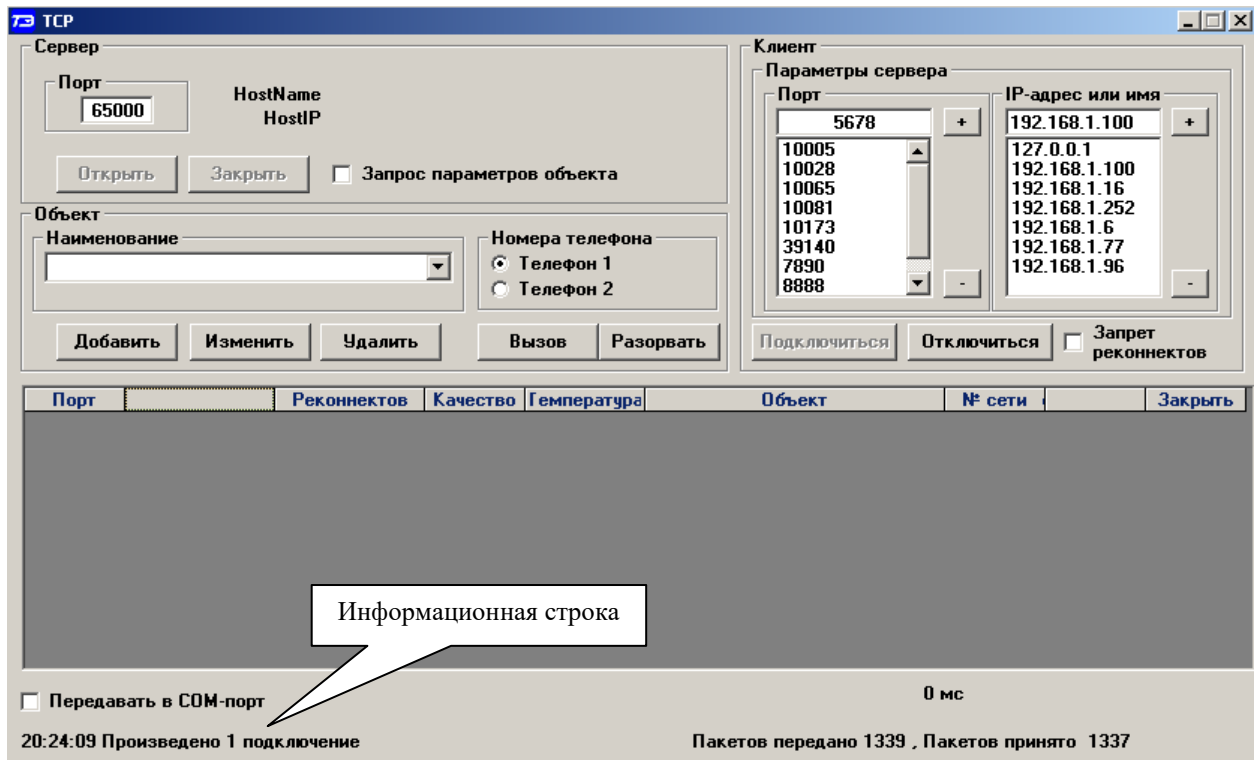 ТЭ TCP
Сервер
Порт
65000
HostName
HostIP
Открыть
Закрыть
Запрос параметров объекта
Объект
Наименование
Номера телефона
Телефон 1
Телефон 2
Добавить
Изменить
Удалить
Вызов
Разорвать
Клиент
Параметры сервера
Порт
5678
+
10005
10028
10065
10081
10173
39140
7890
8888
-
IP-адрес или имя
192.168.1.100
+
127.0.0.1
192.168.1.100
192.168.1.16
192.168.1.252
192.168.1.6
192.168.1.77
192.168.1.96
-
Подключиться
Отключиться
Запрет
реконнектов
Порт Реконнектов Качество Температура Объект № сети Закрыть
Информационная строка
Передавать в COM-порт
0 мс
20:24:09 Произведено 1 подключение
Пакетов передано 1339 , Пакетов принято 1337